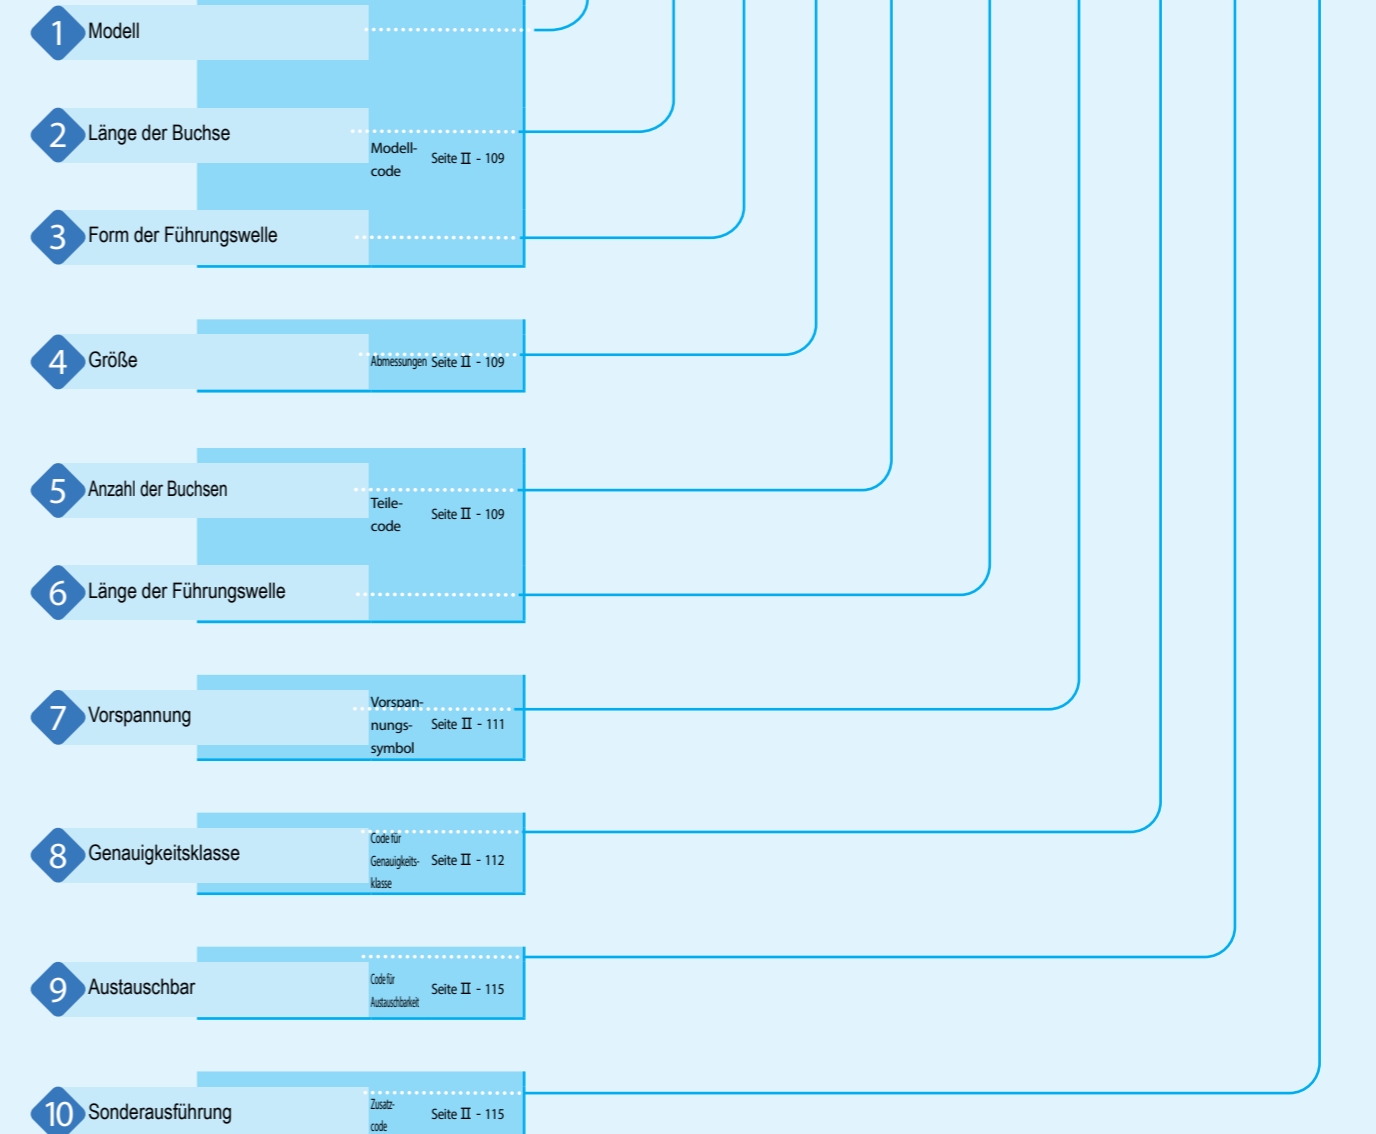 1 Modell
2 Länge der Buchse
Modell-
code
Seite II - 109
3 Form der Führungswelle
4 Größe
Abmessungen Seite II - 109
5 Anzahl der Buchsen
Teile-
code
Seite II - 109
6 Länge der Führungswelle
7 Vorspannung
Vorspan-
nungs-
symbol
Seite II - 111
8 Genauigkeitsklasse
Code für
Genauigkeits-
klasse
Seite II - 112
9 Austauschbar
Code für
Austauschbarkeit
Seite II - 115
10 Sonderausführung
Zusatz-
code
Seite II - 115